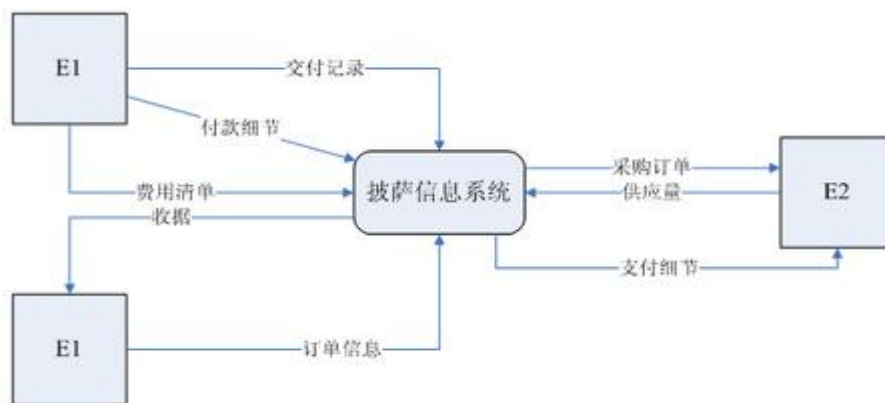 E1
交付记录
付款细节
费用清单
收据
披萨信息系统
采购订单
供应量
E2
支付细节
E1
订单信息